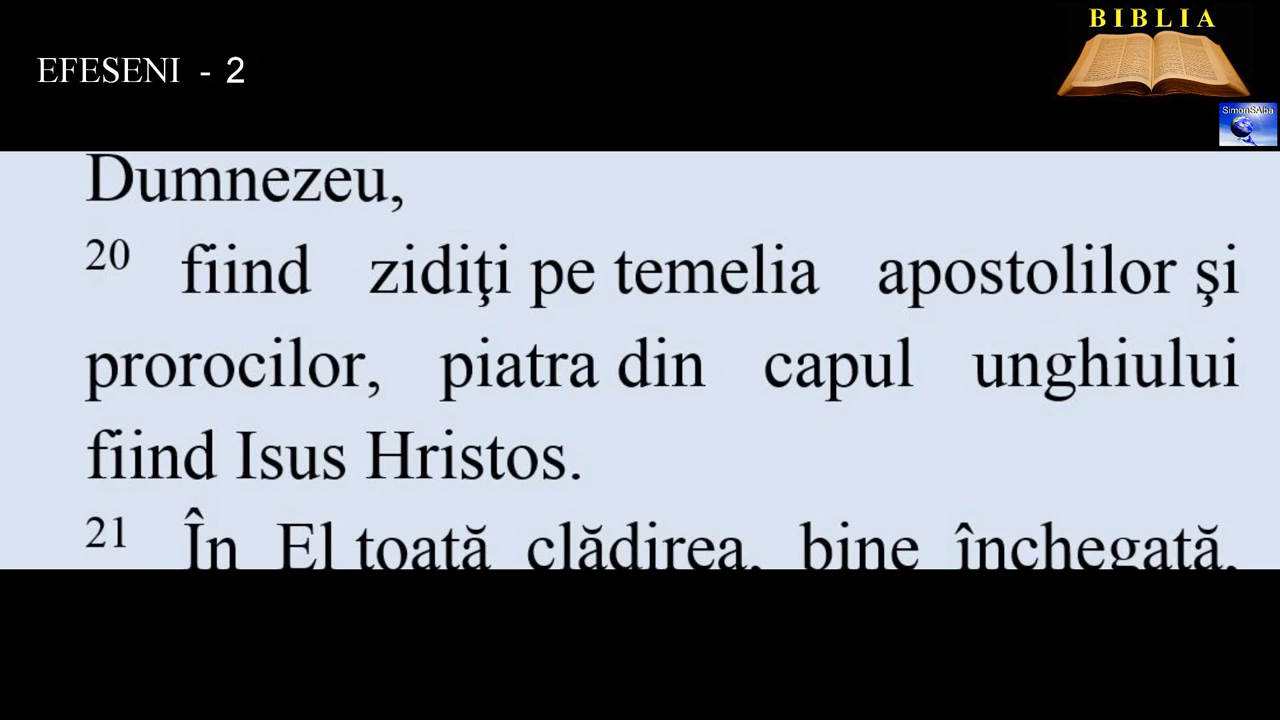 BIBLIA
EFESENI - 2
SimonSAlba
Dumnezeu,
20 fiind zidiţi pe temelia apostolilor şi
prorocilor, piatra din capul unghiului
fiind Isus Hristos.
21 În El toată clădirea, bine închegată,